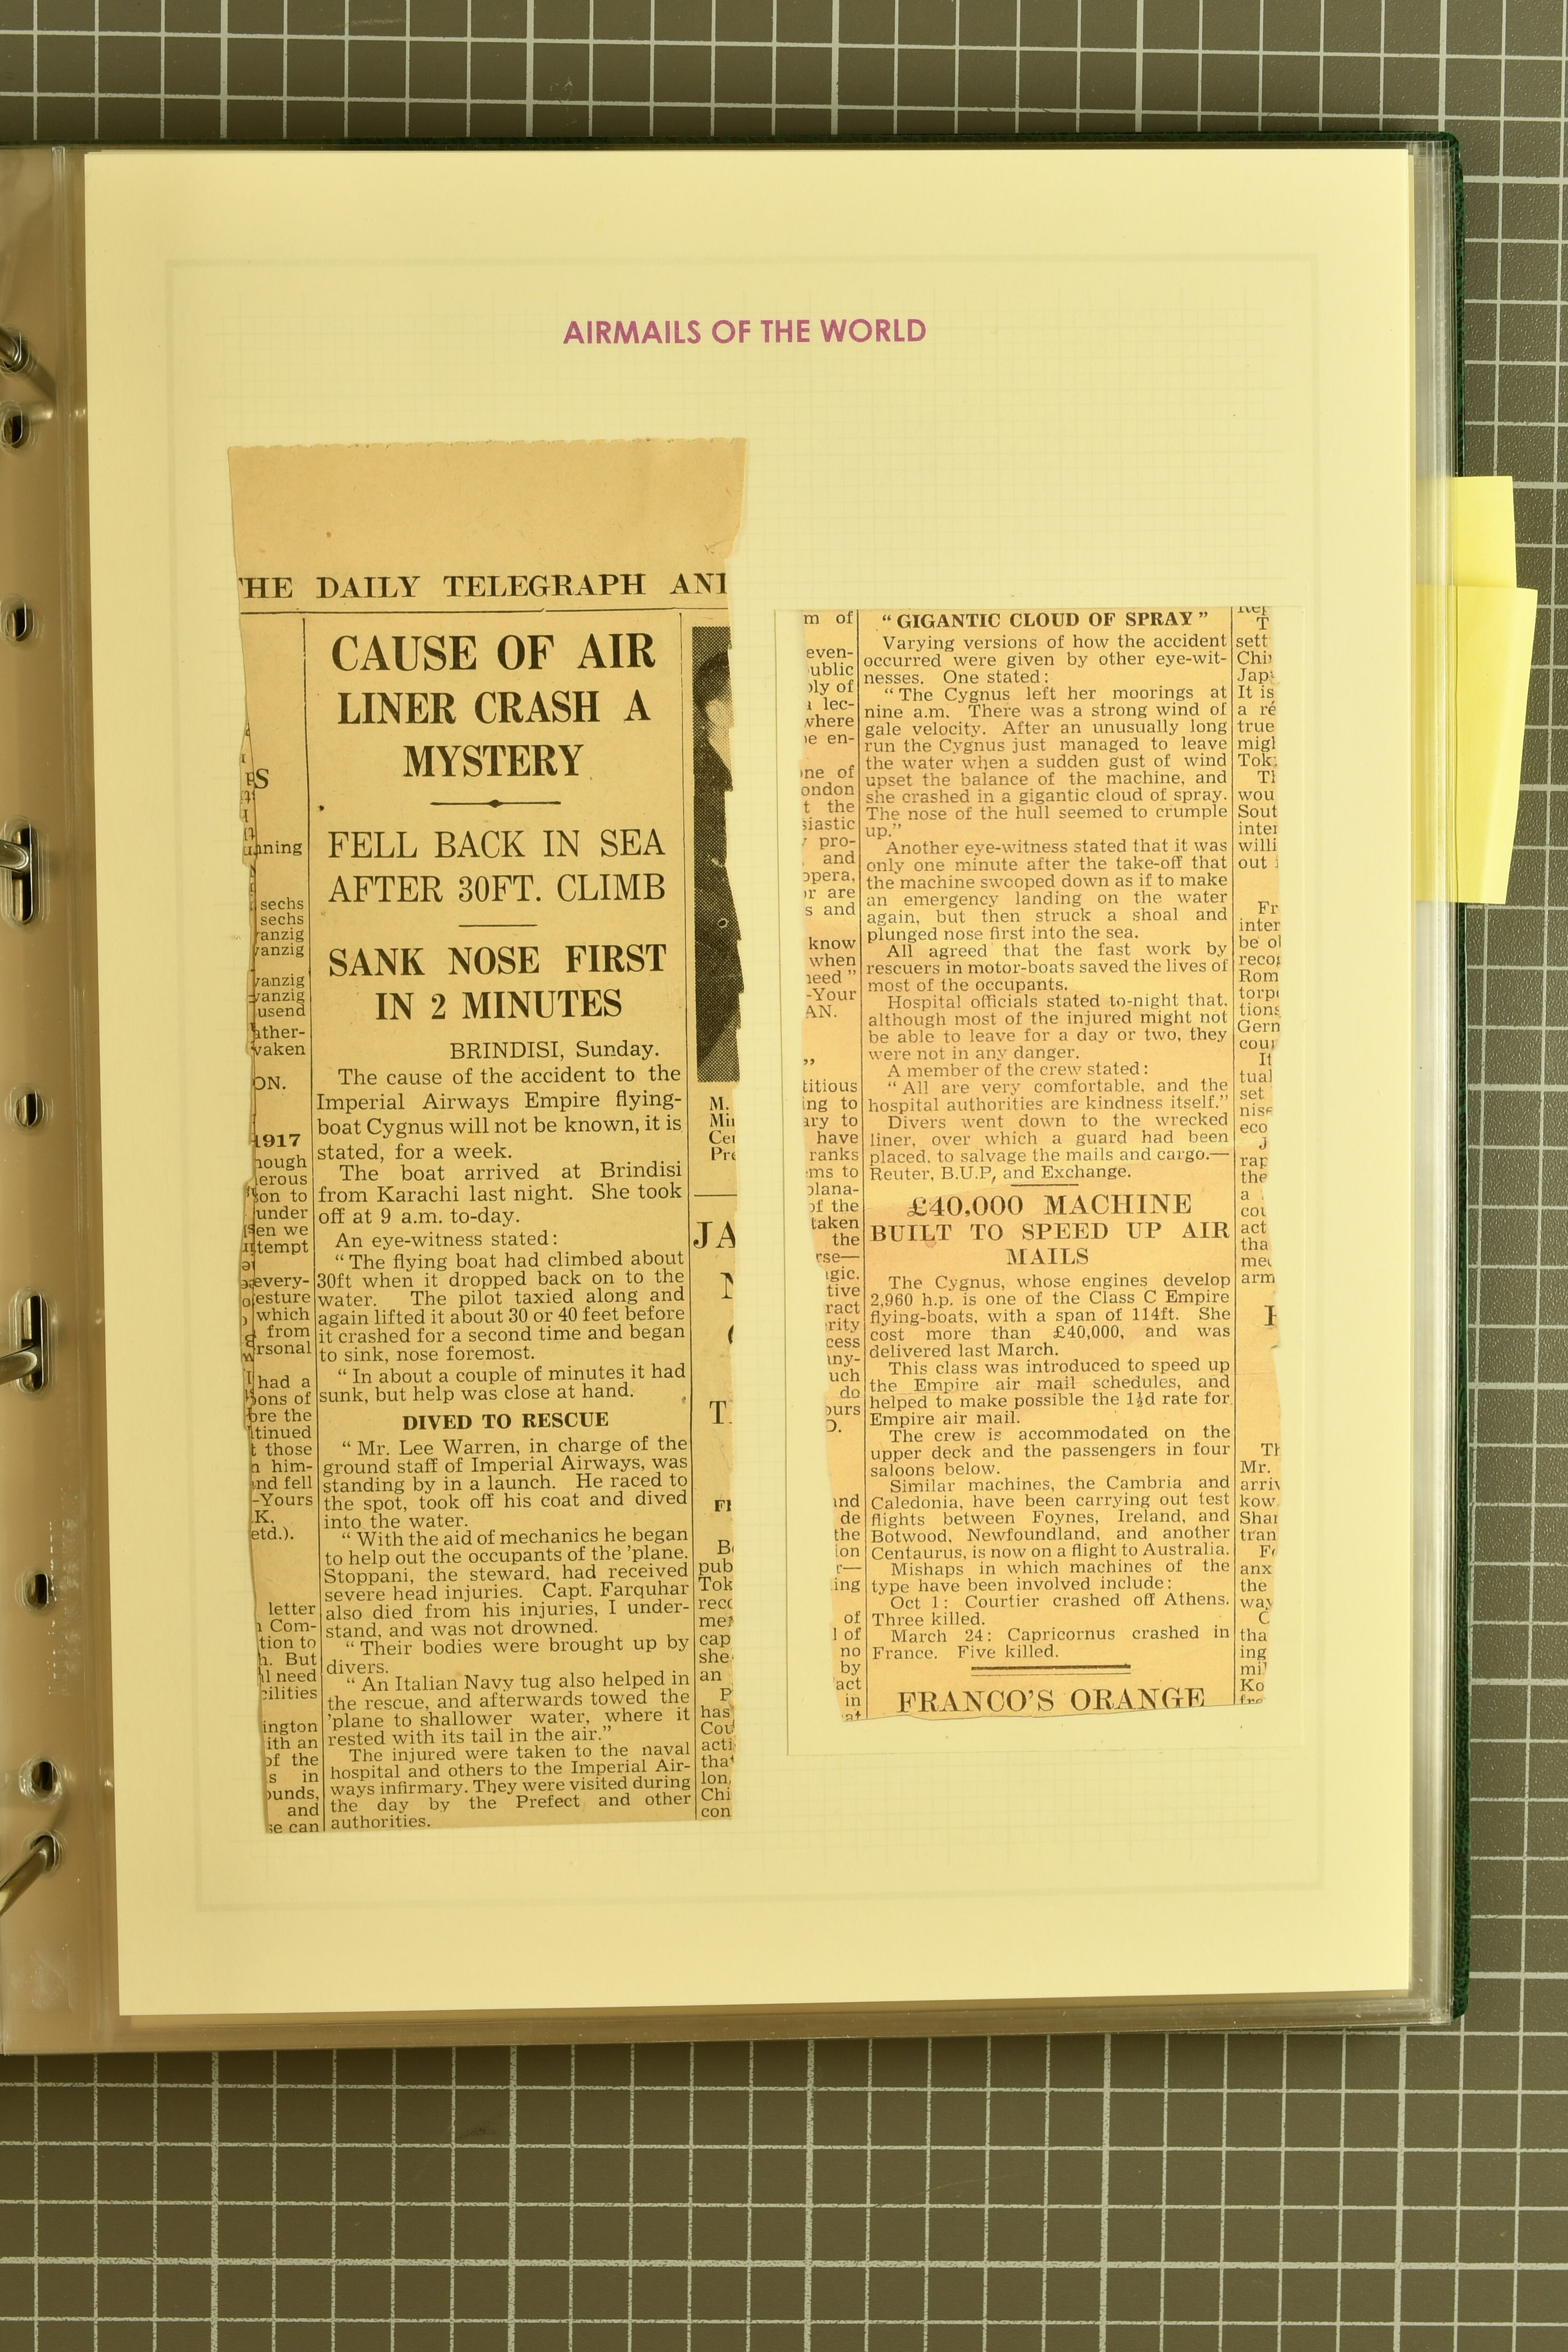 AIRMAILS OF THE WORLD
THE DAILY TELEGRAPH
CAUSE OF AIR
LINER CRASH A
MYSTERY
FELL BACK IN SEA
AFTER 30FT. CLIMB
SANK NOSE FIRST
IN 2 MINUTES
BRINDISI, Sunday.
The cause of the accident to the
Imperial Airways Empire flying-
boat Cygnus will not be known, it is
stated, for a week.
The boat arrived at Brindisi
from Karachi last night. She took
off at 9 a.m. to-day.
An eye-witness stated:
“The flying boat had climbed about
30ft when it dropped back on to the
water. The pilot taxied along and
again lifted it about 30 or 40 feet before
it crashed for a second time and began
to sink, nose foremost.
“In about a couple of minutes it had
sunk, but help was close at hand.
DIVED TO RESCUE
“Mr. Lee Warren, in charge of the
ground staff of Imperial Airways, was
standing by in a launch. He raced to
the spot, took off his coat and dived
into the water.
“With the aid of mechanics he began
to help out the occupants of the 'plane.
Stoppani, the steward, had received
severe head injuries. Capt. Farquhar
also died from his injuries, I under-
stand, and was not drowned.
“Their bodies were brought up by
divers.
“An Italian Navy tug also helped in
the rescue, and afterwards towed the
'plane to shallower water, where it
rested with its tail in the air.”
The injured were taken to the naval
hospital and others to the Imperial Air-
ways infirmary. They were visited during
the day by the Prefect and other
authorities.
“GIGANTIC CLOUD OF SPRAY”
Varying versions of how the accident
occurred were given by other eye-wit-
nesses. One stated:
“The Cygnus left her moorings at
nine a.m. There was a strong wind of
gale velocity. After an unusually long
run the Cygnus just managed to leave
the water when a sudden gust of wind
upset the balance of the machine, and
she crashed in a gigantic cloud of spray.
The nose of the hull seemed to crumple
up.”
Another eye-witness stated that it was
only one minute after the take-off that
the machine swooped down as if to make
an emergency landing on the water
again, but then struck a shoal and
plunged nose first into the sea.
All agreed that the fast work by
rescuers in motor-boats saved the lives of
most of the occupants.
Hospital officials stated to-night that,
although most of the injured might not
be able to leave for a day or two, they
were not in any danger.
A member of the crew stated:
“All are very comfortable, and the
hospital authorities are kindness itself.”
Divers went down to the wrecked
liner, over which a guard had been
placed, to salvage the mails and cargo.—
Reuter, B.U.P, and Exchange.
£40,000 MACHINE
BUILT TO SPEED UP AIR
MAILS
The Cygnus, whose engines develop
2,960 h.p. is one of the Class C Empire
flying-boats, with a span of 114ft. She
cost more than £40,000, and was
delivered last March.
This class was introduced to speed up
the Empire air mail schedules, and
helped to make possible the 1½d rate for
Empire air mail.
The crew is accommodated on the
upper deck and the passengers in four
saloons below.
Similar machines, the Cambria and
Caledonia, have been carrying out test
flights between Foynes, Ireland, and
Botwood, Newfoundland, and another
Centaurus, is now on a flight to Australia.
Mishaps in which machines of the
type have been involved include:
Oct 1: Courtier crashed off Athens.
Three killed.
March 24: Capricornus crashed in
France. Five killed.
FRANCO'S ORANGE